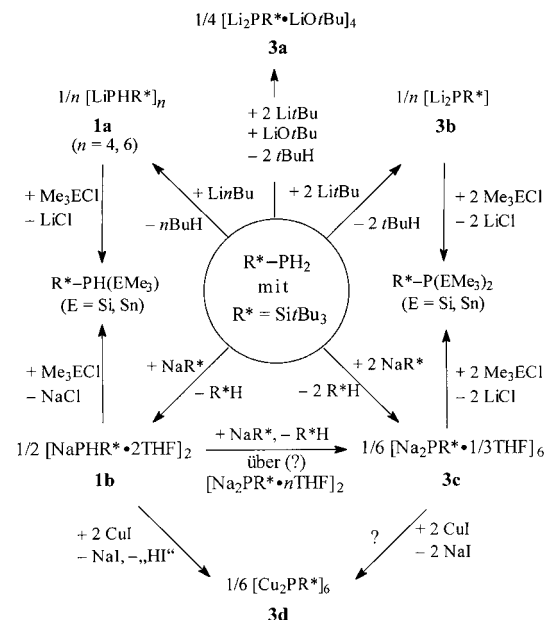 1/4 [Li₂PR*•LiOtBu]₄
3a
1/n [LiPHR*]ₙ
1a
(n = 4, 6)
+ 2 LitBu
+ LiOtBu
− 2 tBuH
1/n [Li₂PR*]
3b
+ Me₃ECl
− LiCl
+ LinBu
− nBuH
+ 2 LitBu
− 2 tBuH
+ 2 Me₃ECl
− 2 LiCl
R*−PH(EMe₃)
(E = Si, Sn)
R*−PH₂
mit
R* = SitBu₃
R*−P(EMe₃)₂
(E = Si, Sn)
+ Me₃ECl
− NaCl
+ NaR*
− R*H
+ 2 NaR*
− 2 R*H
+ 2 Me₃ECl
− 2 LiCl
1/2 [NaPHR*•2THF]₂
1b
+ NaR*, − R*H
über (?)
[Na₂PR*•nTHF]₂
1/6 [Na₂PR*•1/3THF]₆
3c
+ 2 CuI
− NaI, −„HI“
?
+ 2 CuI
− 2 NaI
1/6 [Cu₂PR*]₆
3d